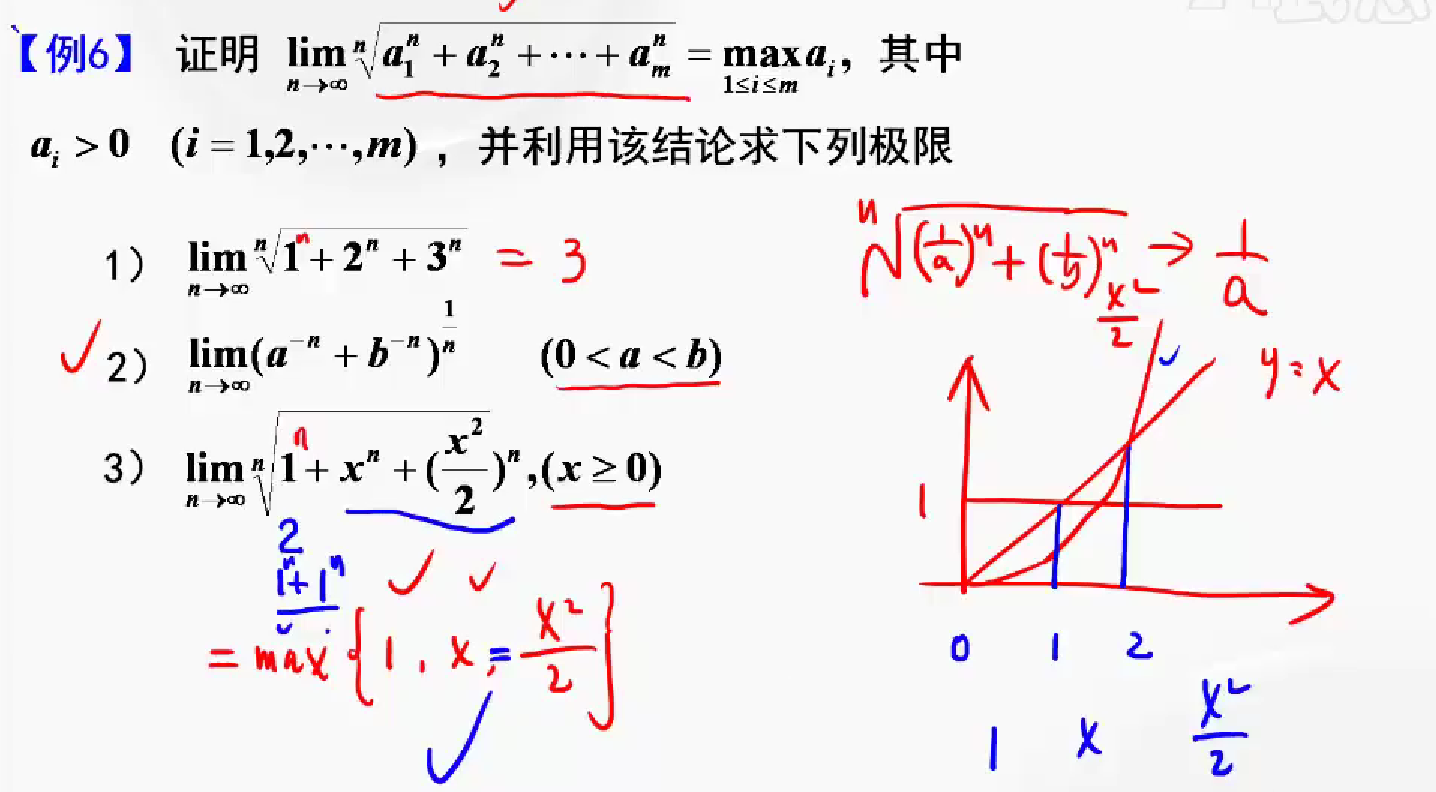 【例6】 证明 $\lim_{n\to\infty}\sqrt[n]{a_1^n+a_2^n+\cdots+a_m^n}=\max_{1\le i\le m}a_i$，其中
$a_i>0$ $(i=1,2,\cdots,m)$，并利用该结论求下列极限
1) $\lim_{n\to\infty}\sqrt[n]{1^n+2^n+3^n}$ = 3
$\sqrt[n]{(\frac{1}{a})^n+(\frac{1}{b})^n}\to\frac{1}{a}$
✓ 2) $\lim_{n\to\infty}(a^{-n}+b^{-n})^{\frac{1}{n}}$ $(0<a<b)$
3) $\lim_{n\to\infty}\sqrt[n]{1^n+x^n+(\frac{x^2}{2})^n}$,$(x\ge 0)$
$\frac{x^2}{2}$
y=x
1
2
$1^n+1^n$
= max {1, x, = $\frac{x^2}{2}$}
0 1 2
1 x $\frac{x^2}{2}$